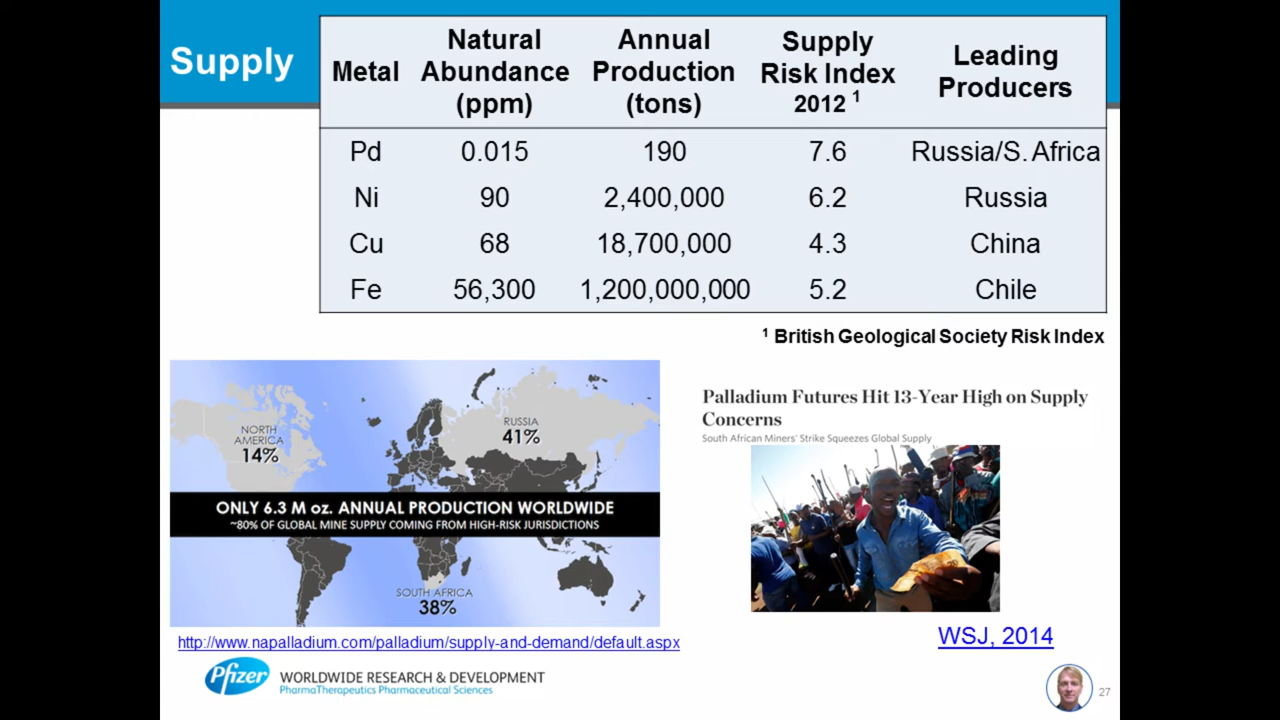 Supply
Metal Natural Abundance (ppm) Annual Production (tons) Supply Risk Index 2012 ¹ Leading Producers
Pd 0.015 190 7.6 Russia/S. Africa
Ni 90 2,400,000 6.2 Russia
Cu 68 18,700,000 4.3 China
Fe 56,300 1,200,000,000 5.2 Chile
¹ British Geological Society Risk Index
NORTH
AMERICA
14%
RUSSIA
41%
ONLY 6.3 M oz. ANNUAL PRODUCTION WORLDWIDE
~80% OF GLOBAL MINE SUPPLY COMING FROM HIGH-RISK JURISDICTIONS
SOUTH AFRICA
38%
http://www.napalladium.com/palladium/supply-and-demand/default.aspx
Palladium Futures Hit 13-Year High on Supply
Concerns
South African Miners' Strike Squeezes Global Supply
WSJ, 2014
Pfizer
WORLDWIDE RESEARCH & DEVELOPMENT
PharmaTherapeutics Pharmaceutical Sciences
27